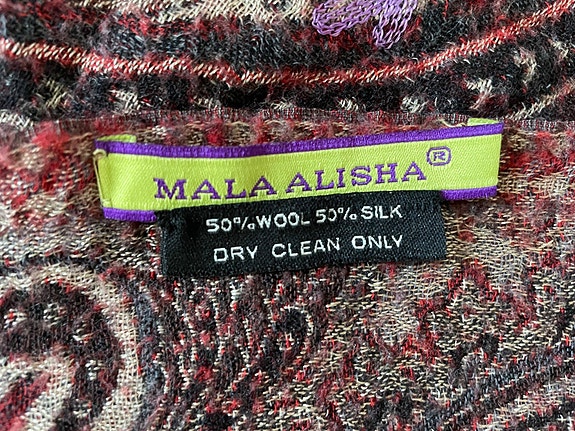 MALA ALISHA®
50% WOOL 50% SILK
DRY CLEAN ONLY